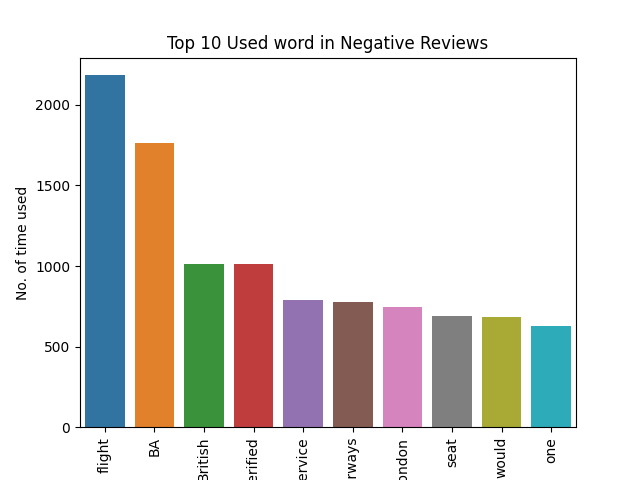 Top 10 Used word in Negative Reviews
No. of time used
2000
1500
1000
500
0
flight
BA
British
erified
ervice
rways
ondon
seat
would
one